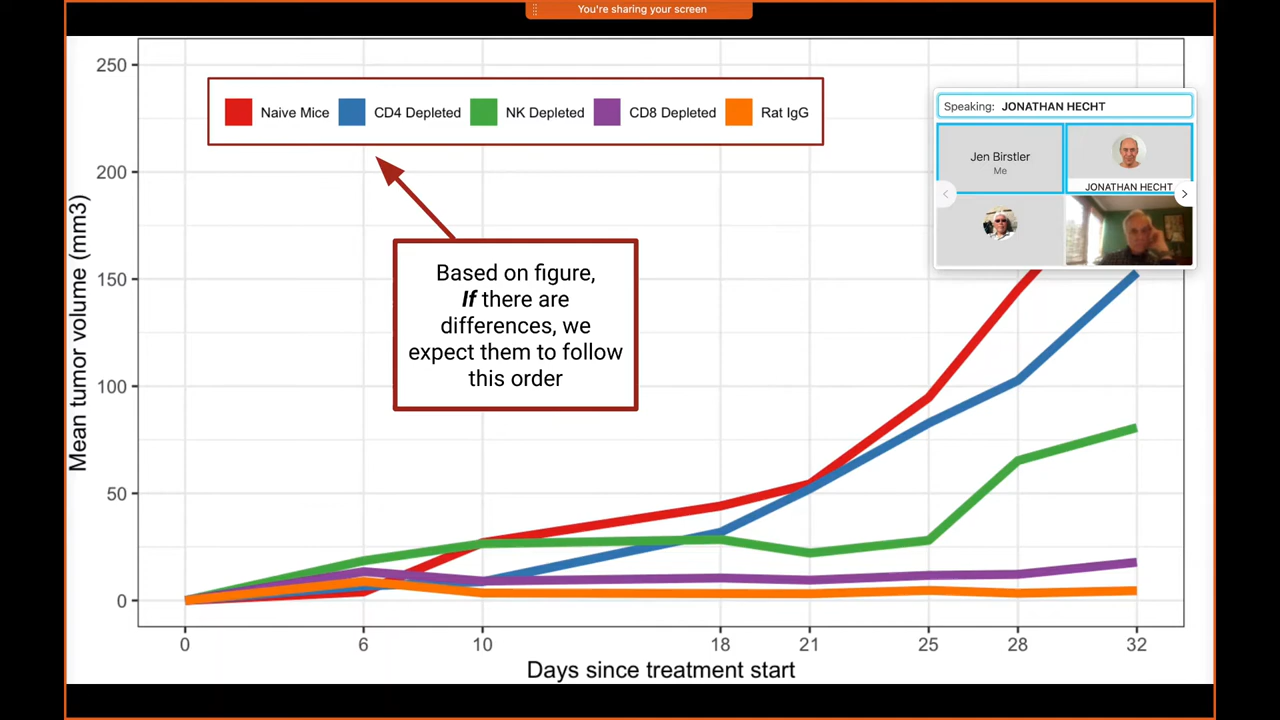 You're sharing your screen
250
200
150
100
50
0
Mean tumor volume (mm3)
Naive Mice CD4 Depleted NK Depleted CD8 Depleted Rat IgG
Based on figure,
If there are
differences, we
expect them to follow
this order
Speaking: JONATHAN HECHT
Jen Birstler
Me
JONATHAN HECHT
0 6 10 18 21 25 28 32
Days since treatment start